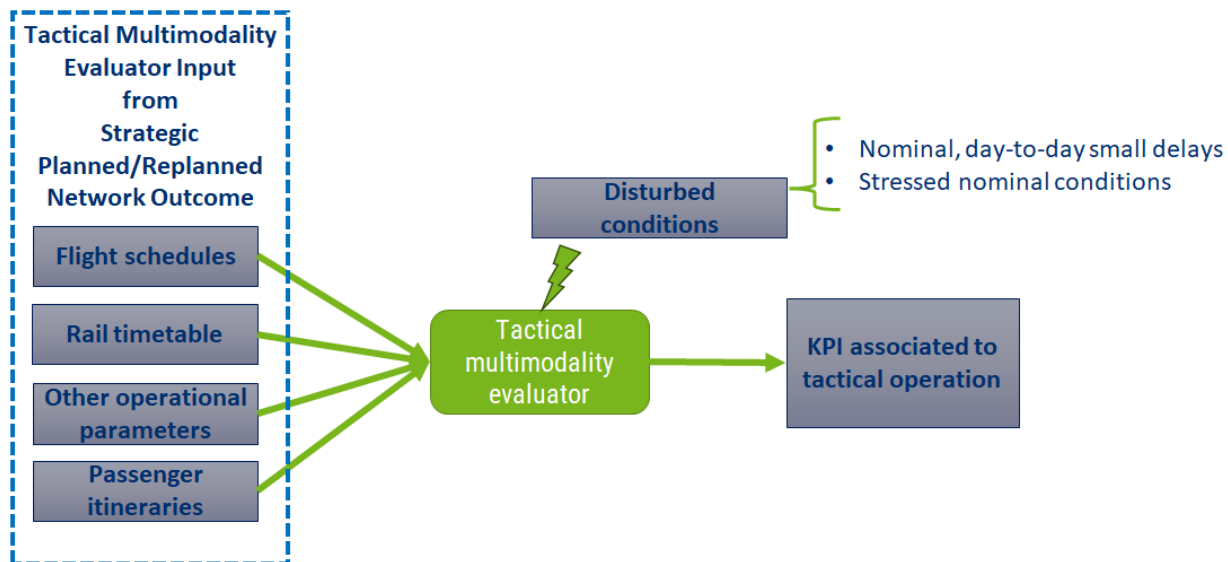 Tactical Multimodality
Evaluator Input
from
Strategic
Planned/Replanned
Network Outcome
Flight schedules
Rail timetable
Other operational
parameters
Passenger
itineraries
Tactical
multimodality
evaluator
Disturbed
conditions
• Nominal, day-to-day small delays
• Stressed nominal conditions
KPI associated to
tactical operation